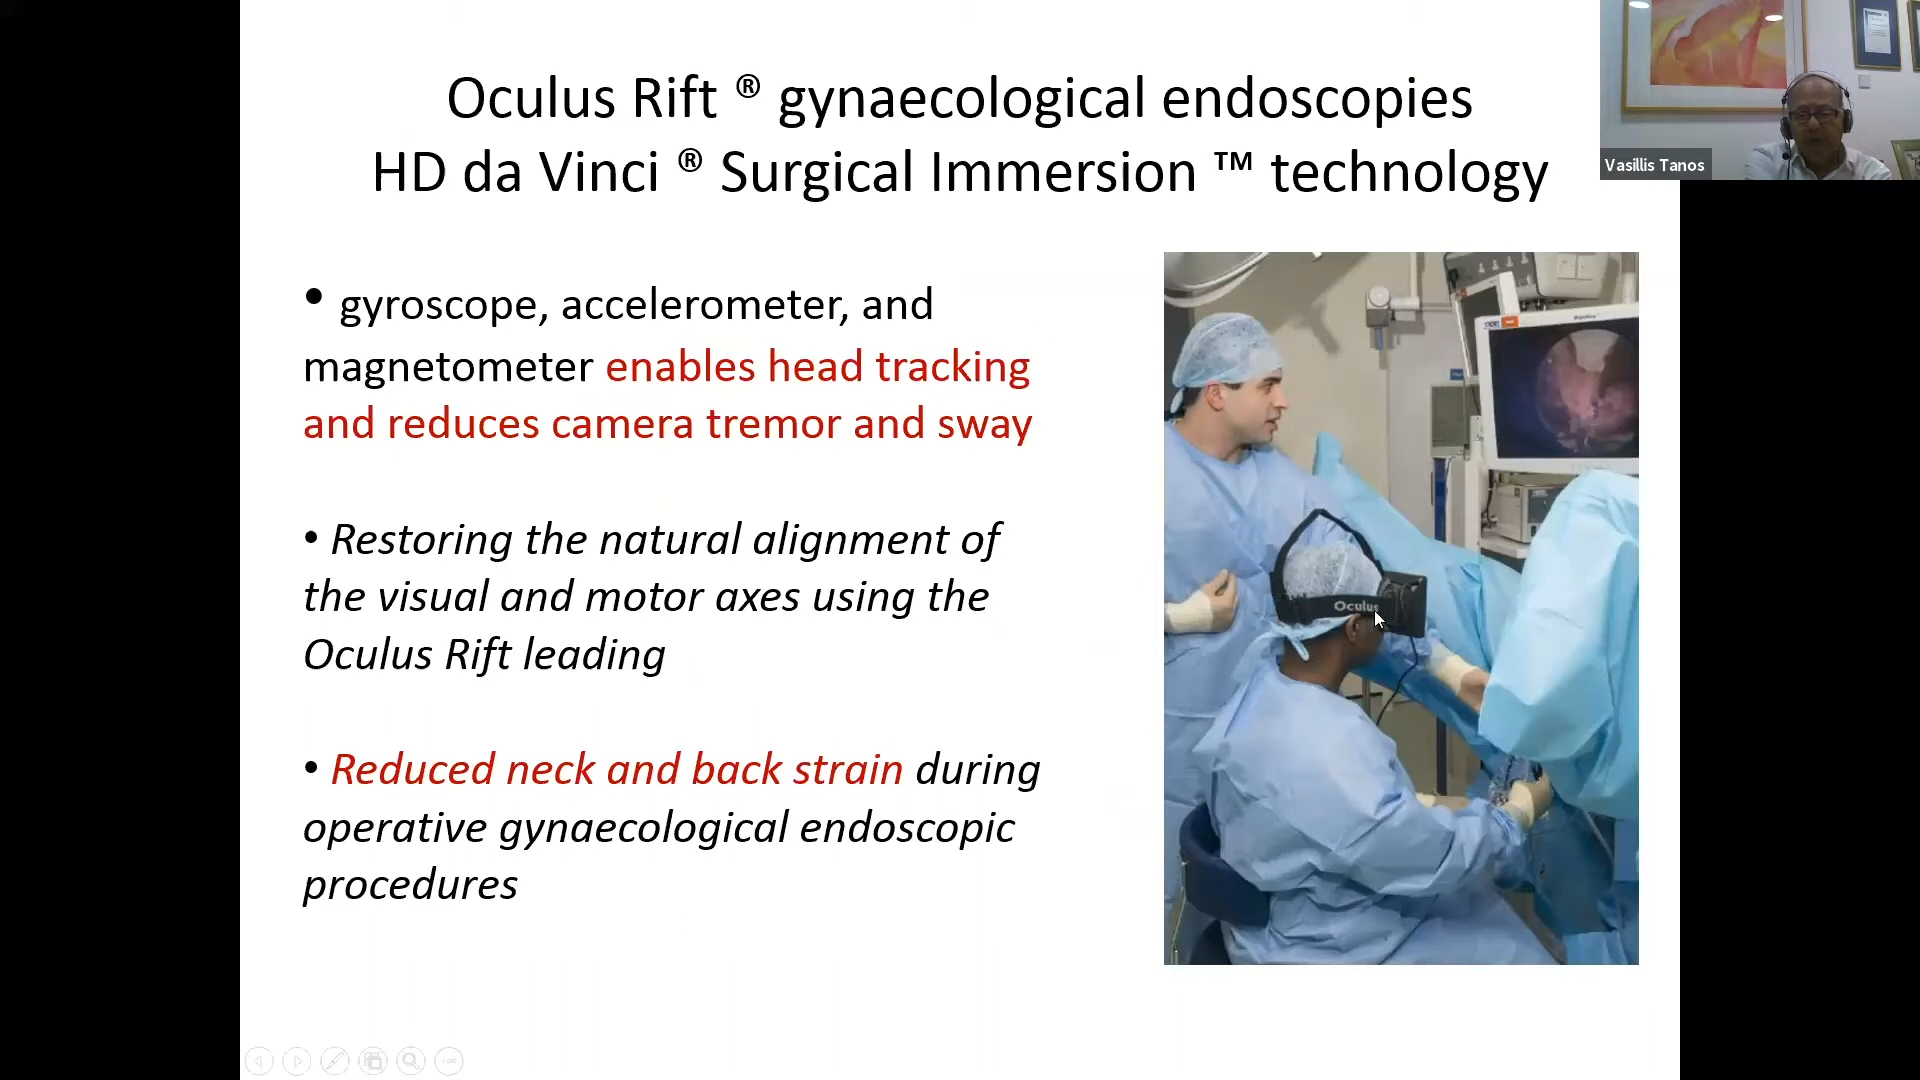 Oculus Rift ® gynaecological endoscopies
HD da Vinci ® Surgical Immersion ™ technology
Vasillis Tanos
• gyroscope, accelerometer, and
magnetometer enables head tracking
and reduces camera tremor and sway
• Restoring the natural alignment of
the visual and motor axes using the
Oculus Rift leading
• Reduced neck and back strain during
operative gynaecological endoscopic
procedures
Oculus